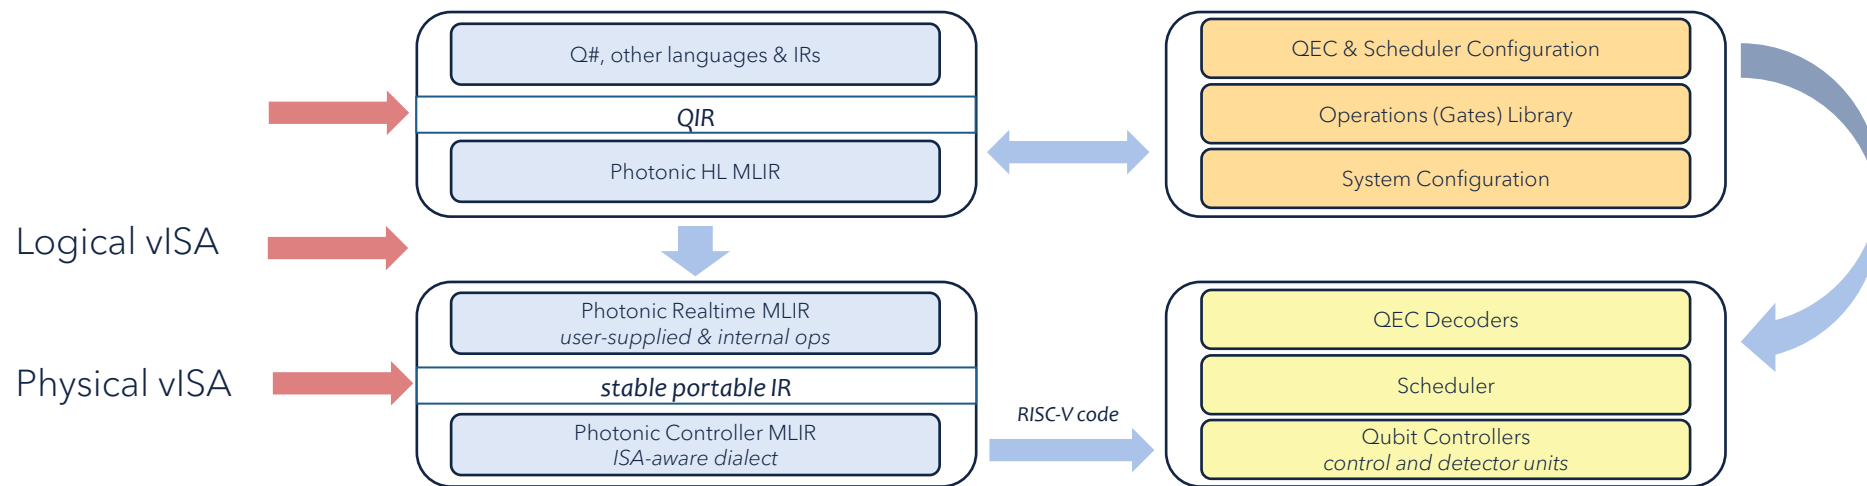 Q#, other languages & IRs
QIR
Photonic HL MLIR
QEC & Scheduler Configuration
Operations (Gates) Library
System Configuration
Logical vISA
Physical vISA
Photonic Realtime MLIR
user-supplied & internal ops
stable portable IR
Photonic Controller MLIR
ISA-aware dialect
RISC-V code
QEC Decoders
Scheduler
Qubit Controllers
control and detector units